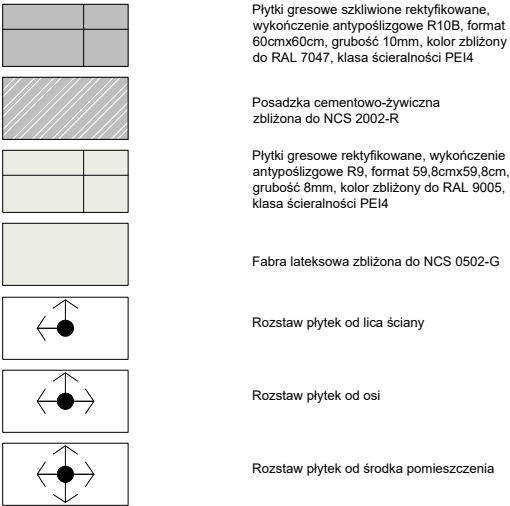 Płytki gresowe szkliwione rektyfikowane,
wykończenie antypoślizgowe R10B, format
60cmx60cm, grubość 10mm, kolor zbliżony
do RAL 7047, klasa ścieralności PEI4
Posadzka cementowo-żywiczna
zbliżona do NCS 2002-R
Płytki gresowe rektyfikowane, wykończenie
antypoślizgowe R9, format 59,8cmx59,8cm,
grubość 8mm, kolor zbliżony do RAL 9005,
klasa ścieralności PEI4
Fabra lateksowa zbliżona do NCS 0502-G
Rozstaw płytek od lica ściany
Rozstaw płytek od osi
Rozstaw płytek od środka pomieszczenia